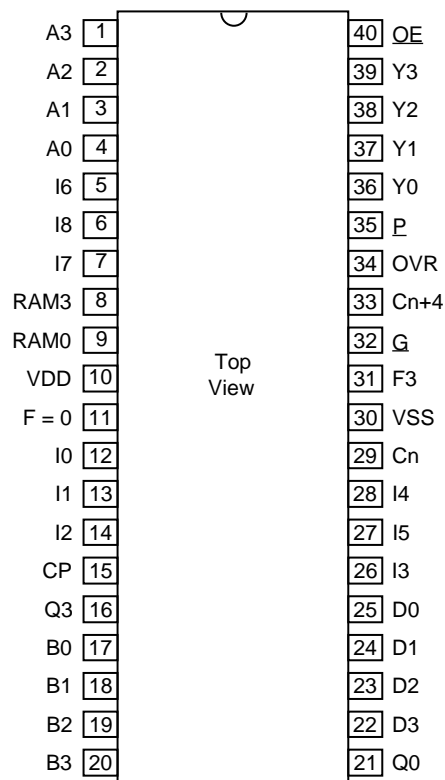 A3 1 40 OE
A2 2 39 Y3
A1 3 38 Y2
A0 4 37 Y1
I6 5 36 Y0
I8 6 35 P
I7 7 34 OVR
RAM3 8 33 Cn+4
RAM0 9 32 G
Top
View
VDD 10 31 F3
F = 0 11 30 VSS
I0 12 29 Cn
I1 13 28 I4
I2 14 27 I5
CP 15 26 I3
Q3 16 25 D0
B0 17 24 D1
B1 18 23 D2
B2 19 22 D3
B3 20 21 Q0